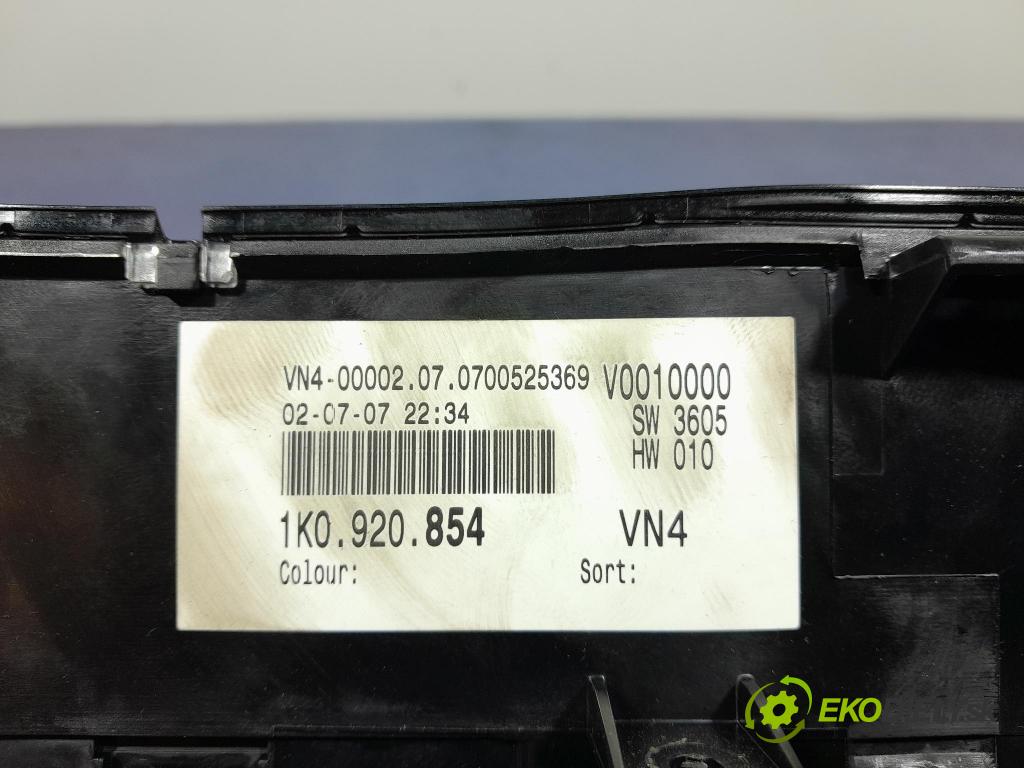 VN4-00002.07.0700525369 V0010000
02-07-07 22:34 SW 3605
HW 010
1K0.920.854 VN4
Colour: Sort:
EKO